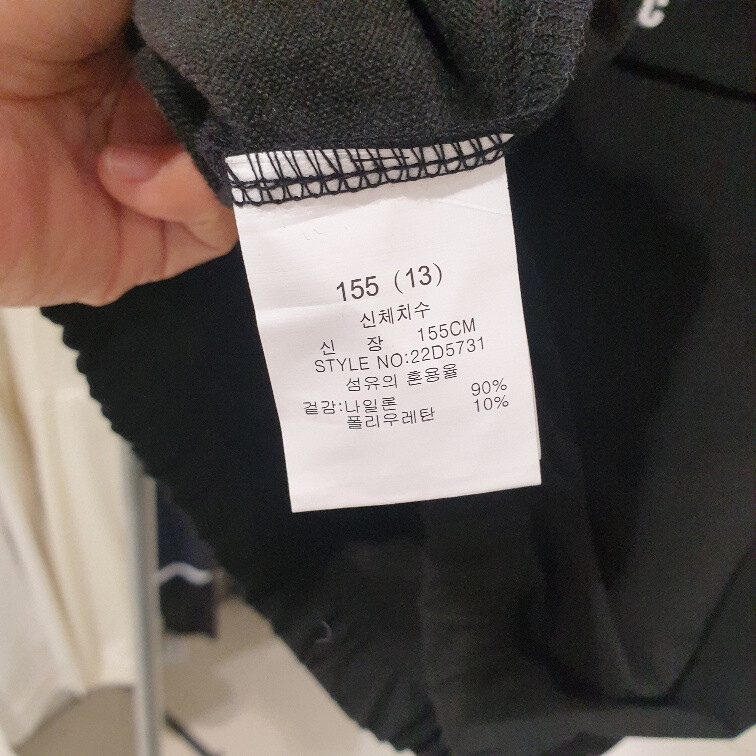 C
155 (13)
신체치수
신 장 155CM
STYLE NO:22D5731
섬유의 혼용율
겉감:나일론 90%
폴리우레탄 10%